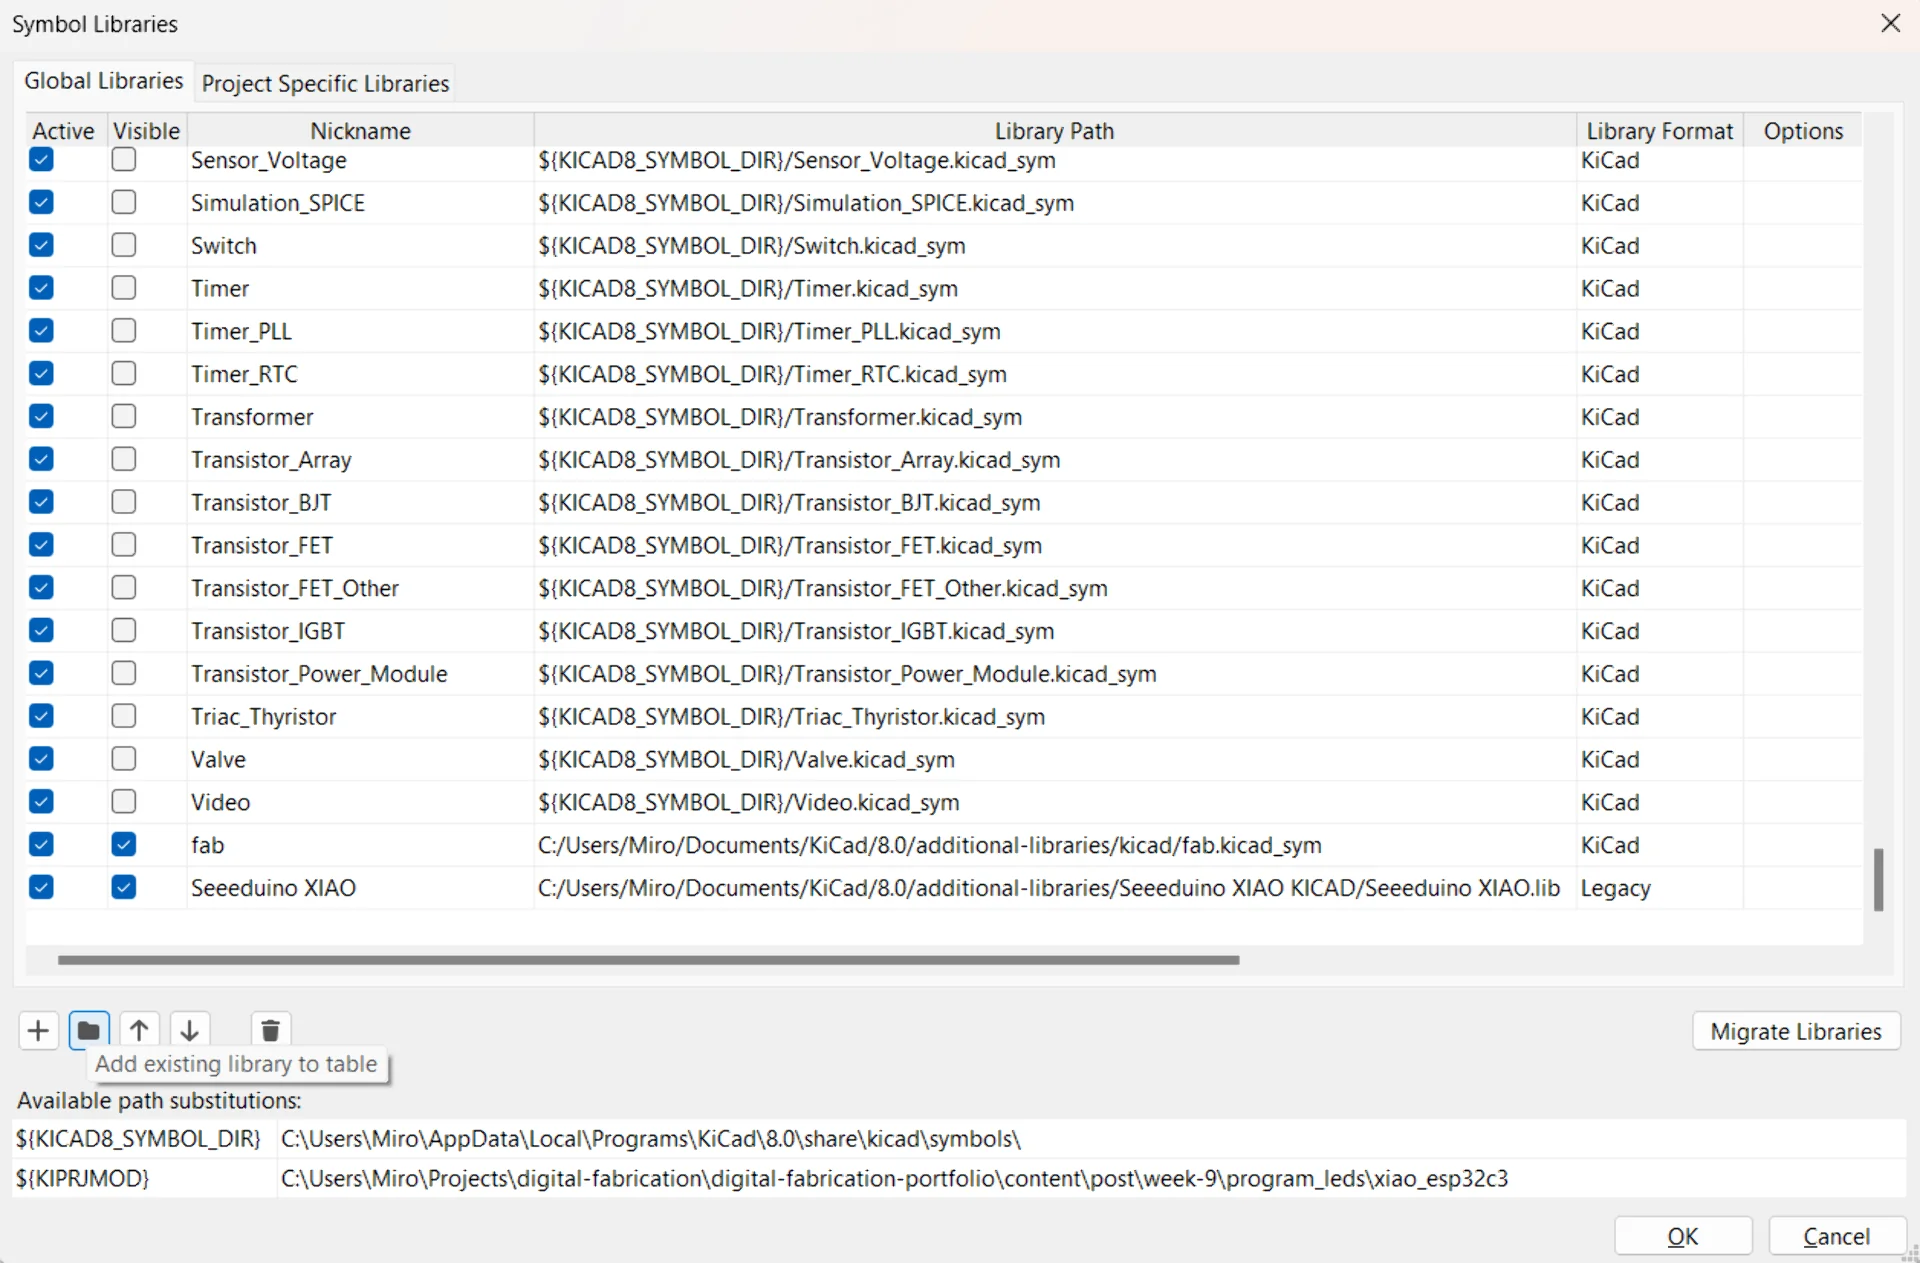 Symbol Libraries
Global Libraries Project Specific Libraries
Active Visible Nickname Library Path Library Format Options
Sensor_Voltage ${KICAD8_SYMBOL_DIR}/Sensor_Voltage.kicad_sym KiCad
Simulation_SPICE ${KICAD8_SYMBOL_DIR}/Simulation_SPICE.kicad_sym KiCad
Switch ${KICAD8_SYMBOL_DIR}/Switch.kicad_sym KiCad
Timer ${KICAD8_SYMBOL_DIR}/Timer.kicad_sym KiCad
Timer_PLL ${KICAD8_SYMBOL_DIR}/Timer_PLL.kicad_sym KiCad
Timer_RTC ${KICAD8_SYMBOL_DIR}/Timer_RTC.kicad_sym KiCad
Transformer ${KICAD8_SYMBOL_DIR}/Transformer.kicad_sym KiCad
Transistor_Array ${KICAD8_SYMBOL_DIR}/Transistor_Array.kicad_sym KiCad
Transistor_BJT ${KICAD8_SYMBOL_DIR}/Transistor_BJT.kicad_sym KiCad
Transistor_FET ${KICAD8_SYMBOL_DIR}/Transistor_FET.kicad_sym KiCad
Transistor_FET_Other ${KICAD8_SYMBOL_DIR}/Transistor_FET_Other.kicad_sym KiCad
Transistor_IGBT ${KICAD8_SYMBOL_DIR}/Transistor_IGBT.kicad_sym KiCad
Transistor_Power_Module ${KICAD8_SYMBOL_DIR}/Transistor_Power_Module.kicad_sym KiCad
Triac_Thyristor ${KICAD8_SYMBOL_DIR}/Triac_Thyristor.kicad_sym KiCad
Valve ${KICAD8_SYMBOL_DIR}/Valve.kicad_sym KiCad
Video ${KICAD8_SYMBOL_DIR}/Video.kicad_sym KiCad
fab C:/Users/Miro/Documents/KiCad/8.0/additional-libraries/kicad/fab.kicad_sym KiCad
Seeeduino XIAO C:/Users/Miro/Documents/KiCad/8.0/additional-libraries/Seeeduino XIAO KICAD/Seeeduino XIAO.lib Legacy
Migrate Libraries
Add existing library to table
Available path substitutions:
${KICAD8_SYMBOL_DIR} C:\Users\Miro\AppData\Local\Programs\KiCad\8.0\share\kicad\symbols\
${KIPRJMOD} C:\Users\Miro\Projects\digital-fabrication\digital-fabrication-portfolio\content\post\week-9\program_leds\xiao_esp32c3
OK Cancel